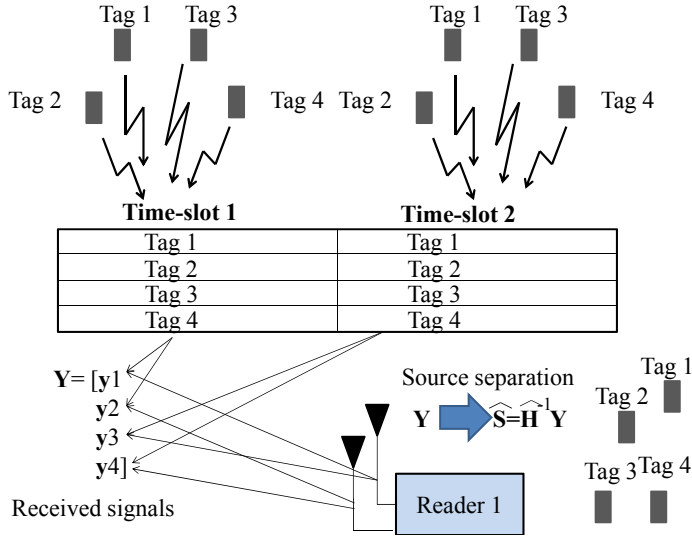 Tag 1 Tag 3 Tag 1 Tag 3
Tag 2 Tag 4 Tag 2 Tag 4
Time-slot 1 Time-slot 2
Tag 1 Tag 1
Tag 2 Tag 2
Tag 3 Tag 3
Tag 4 Tag 4
Y= [y1
y2
y3
y4]
Received signals
Source separation
Y Ŝ=Ĥ⁻¹Y
Reader 1
Tag 1
Tag 2
Tag 3 Tag 4